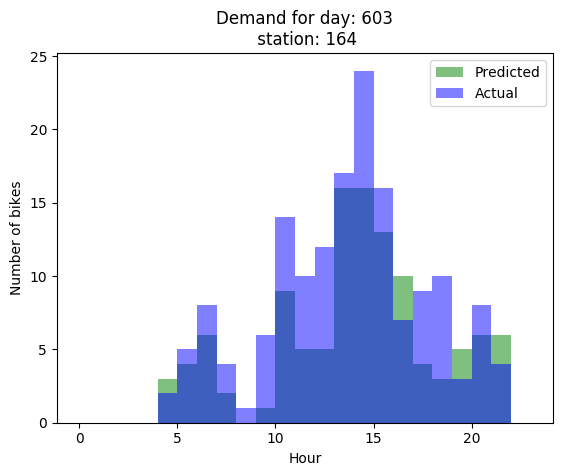 Demand for day: 603
station: 164
25
20
15
10
5
0
Number of bikes
Predicted
Actual
0 5 10 15 20
Hour